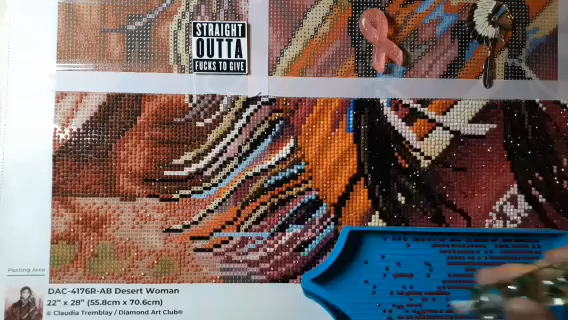 STRAIGHT
OUTTA
FUCKS TO GIVE
Posting Area
DAC-4176R-AB Desert Woman
22" x 28" (55.8cm x 70.6cm)
© Claudia Tremblay / Diamond Art Club®